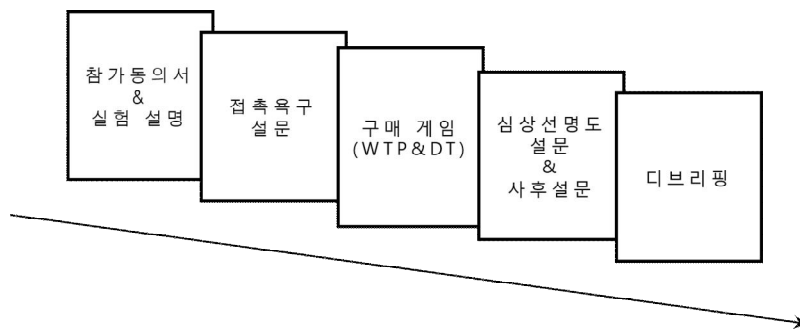 참가동의서
&
실험 설명
접촉욕구
설문
구매 게임
(WTP&DT)
심상선명도
설문
&
사후설문
디브리핑